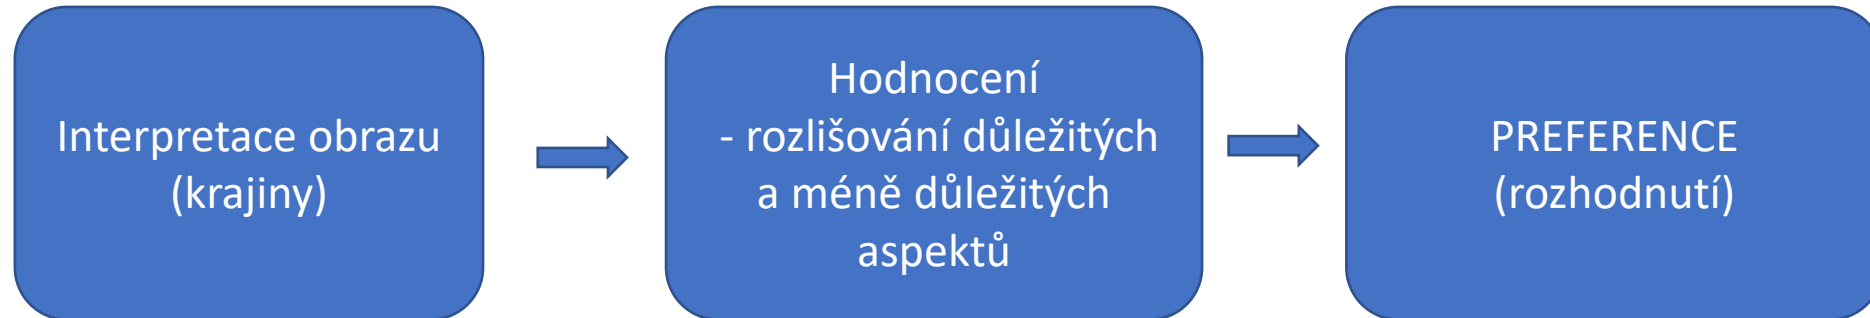 Interpretace obrazu
(krajiny)
Hodnocení
- rozlišování důležitých
a méně důležitých
aspektů
PREFERENCE
(rozhodnutí)